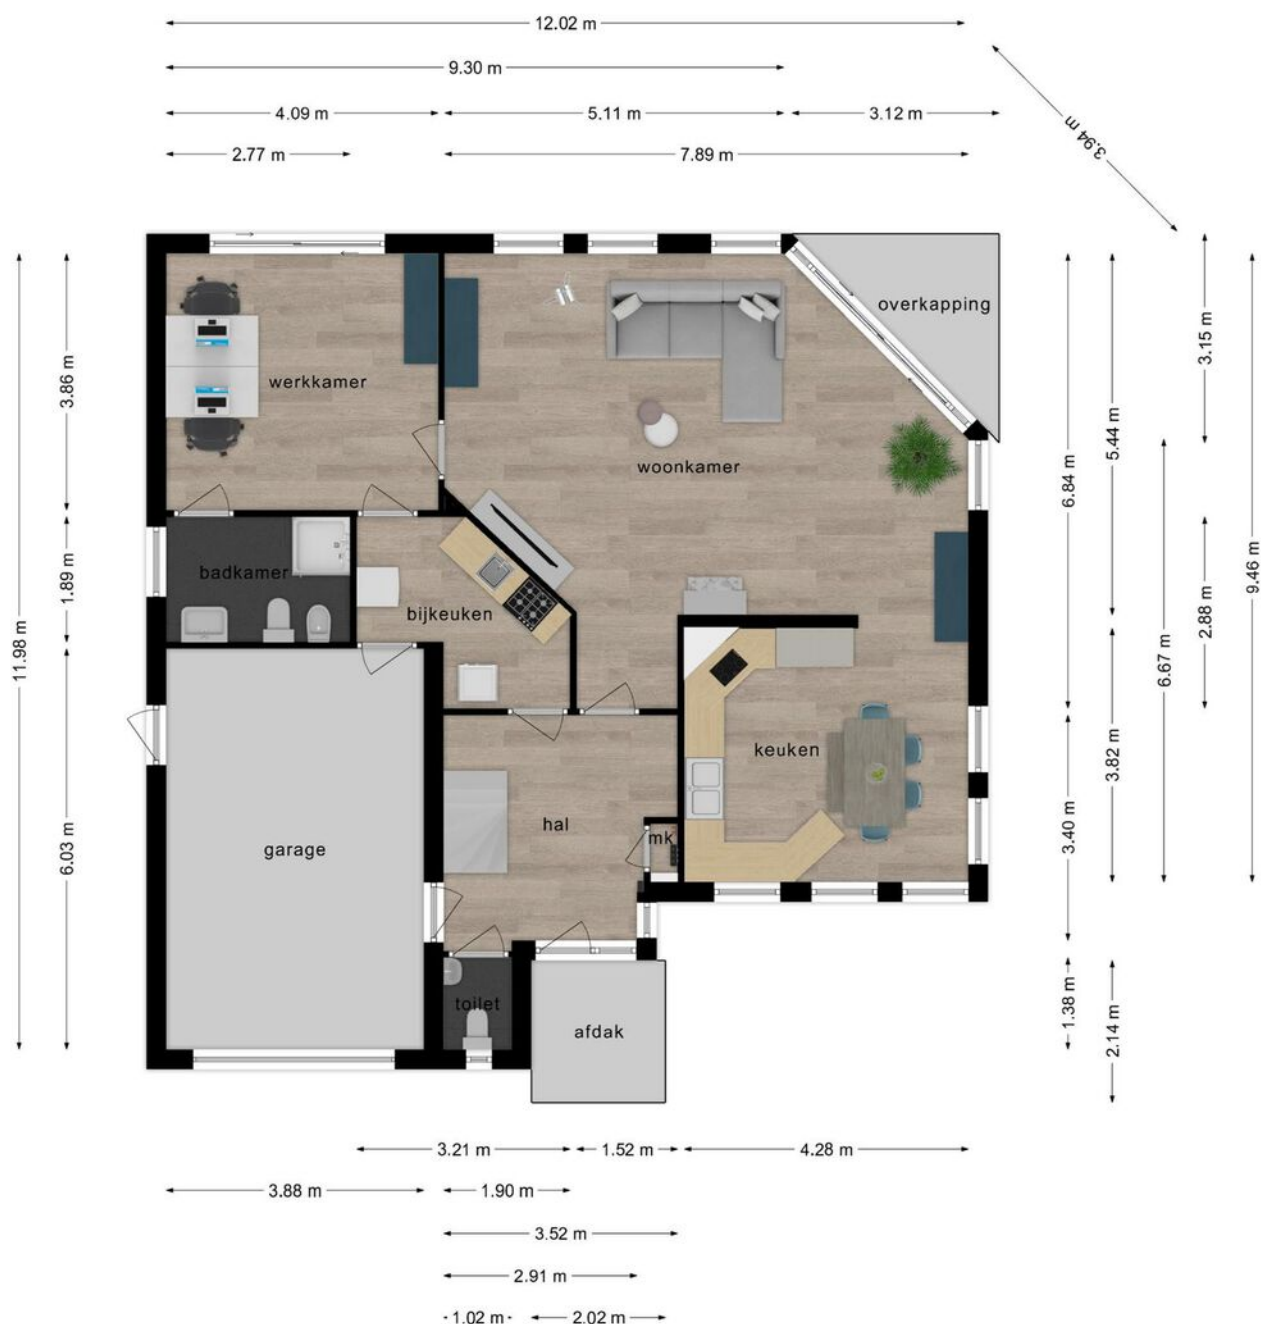 12.02 m
9.30 m
4.09 m
5.11 m
3.12 m
2.77 m
7.89 m
3.94 m
overkapping
werkkamer
woonkamer
badkamer
bijkeuken
keuken
hal
mk
garage
toilet
afdak
11.98 m
3.86 m
1.89 m
6.03 m
6.84 m
3.40 m
1.38 m
5.44 m
3.82 m
2.14 m
6.67 m
3.15 m
2.88 m
9.46 m
3.21 m
1.52 m
4.28 m
3.88 m
1.90 m
3.52 m
2.91 m
1.02 m
2.02 m